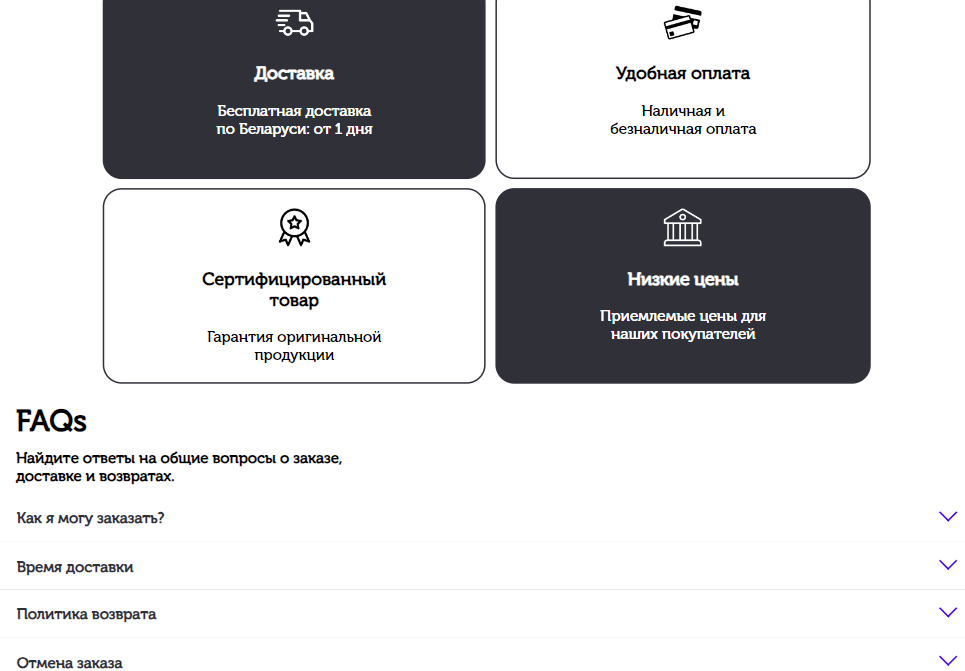 Доставка
Бесплатная доставка
по Беларуси: от 1 дня
Удобная оплата
Наличная и
безналичная оплата
Сертифицированный
товар
Гарантия оригинальной
продукции
Низкие цены
Приемлемые цены для
наших покупателей
FAQs
Найдите ответы на общие вопросы о заказе,
доставке и возвратах.
Как я могу заказать?
Время доставки
Политика возврата
Отмена заказа